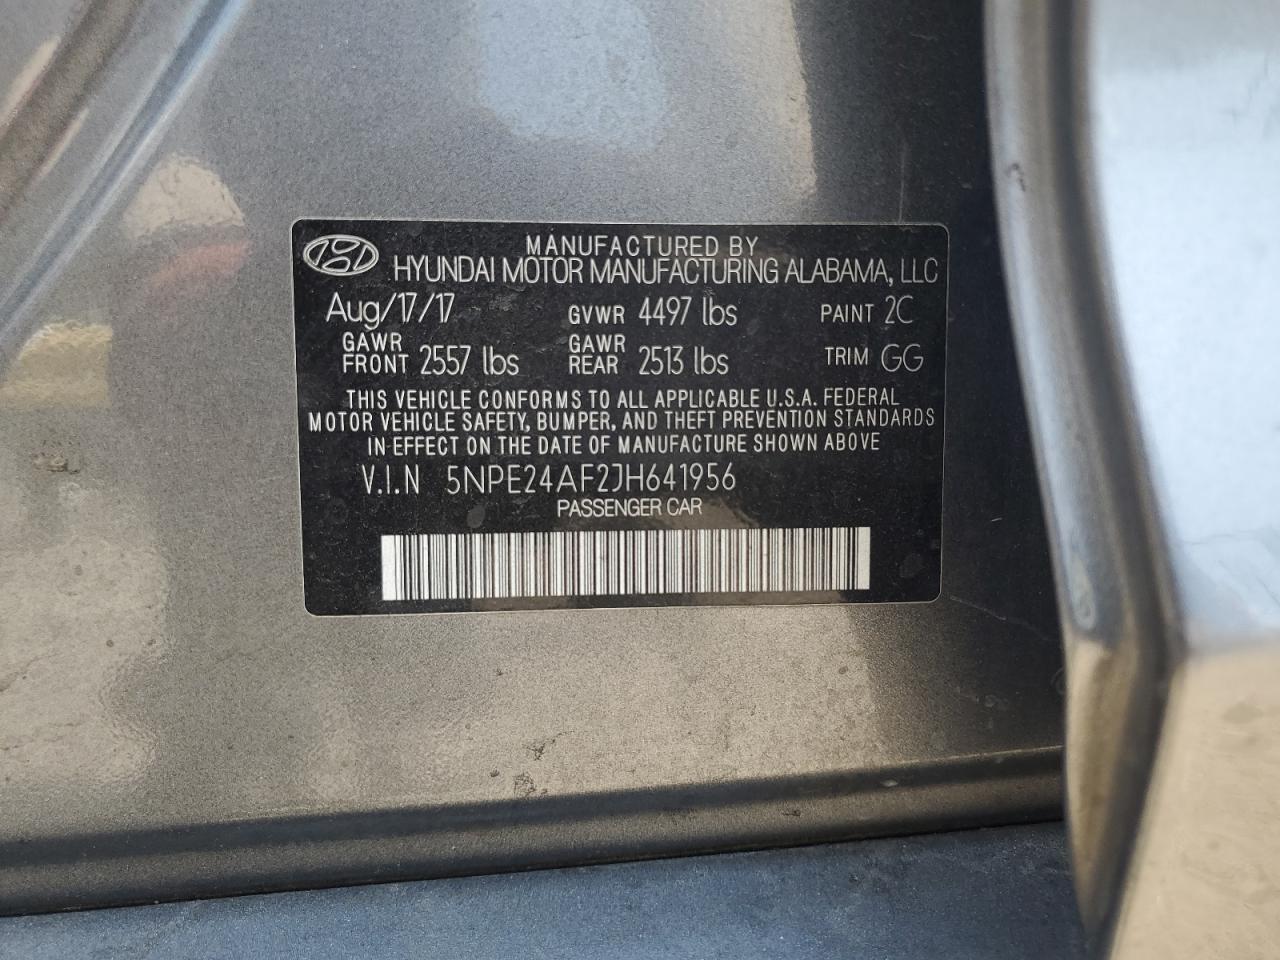 MANUFACTURED BY
HYUNDAI MOTOR MANUFACTURING ALABAMA, LLC
Aug/17/17 GVWR 4497 lbs PAINT 2C
GAWR FRONT 2557 lbs GAWR REAR 2513 lbs TRIM GG
THIS VEHICLE CONFORMS TO ALL APPLICABLE U.S.A. FEDERAL
MOTOR VEHICLE SAFETY, BUMPER, AND THEFT PREVENTION STANDARDS
IN EFFECT ON THE DATE OF MANUFACTURE SHOWN ABOVE
V.I.N 5NPE24AF2JH641956
PASSENGER CAR